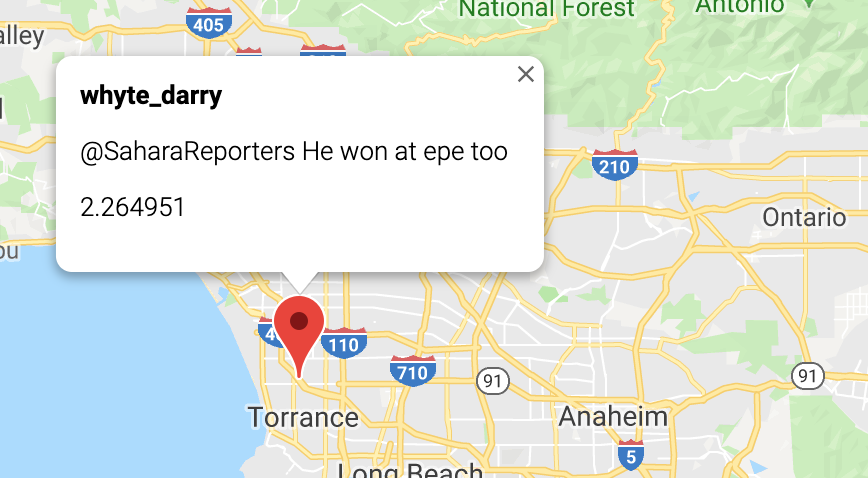 National Forest
Antonio
405
alley
whyte_darry
@SaharaReporters He won at epe too
2.264951
210
Ontario
110
710
91
91
Torrance
Anaheim
5
Long Beach